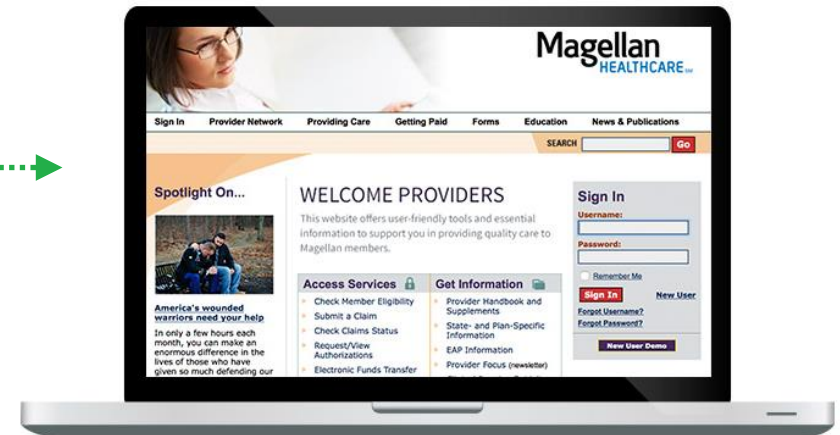 Magellan
HEALTHCARE SM
Sign In Provider Network Providing Care Getting Paid Forms Education News & Publications
SEARCH Go
Spotlight On...
America's wounded
warriors need your help
In only a few hours each
month, you can make an
enormous difference in the
lives of those who have
given so much defending our
WELCOME PROVIDERS
This website offers user-friendly tools and essential
information to support you in providing quality care to
Magellan members.
Access Services
Check Member Eligibility
Submit a Claim
Check Claims Status
Request/View
Authorizations
Electronic Funds Transfer
Get Information
Provider Handbook and
Supplements
State- and Plan-Specific
Information
EAP Information
Provider Focus (newsletter)
Sign In
Username:
Password:
Remember Me
Sign In New User
Forgot Username?
Forgot Password?
New User Demo